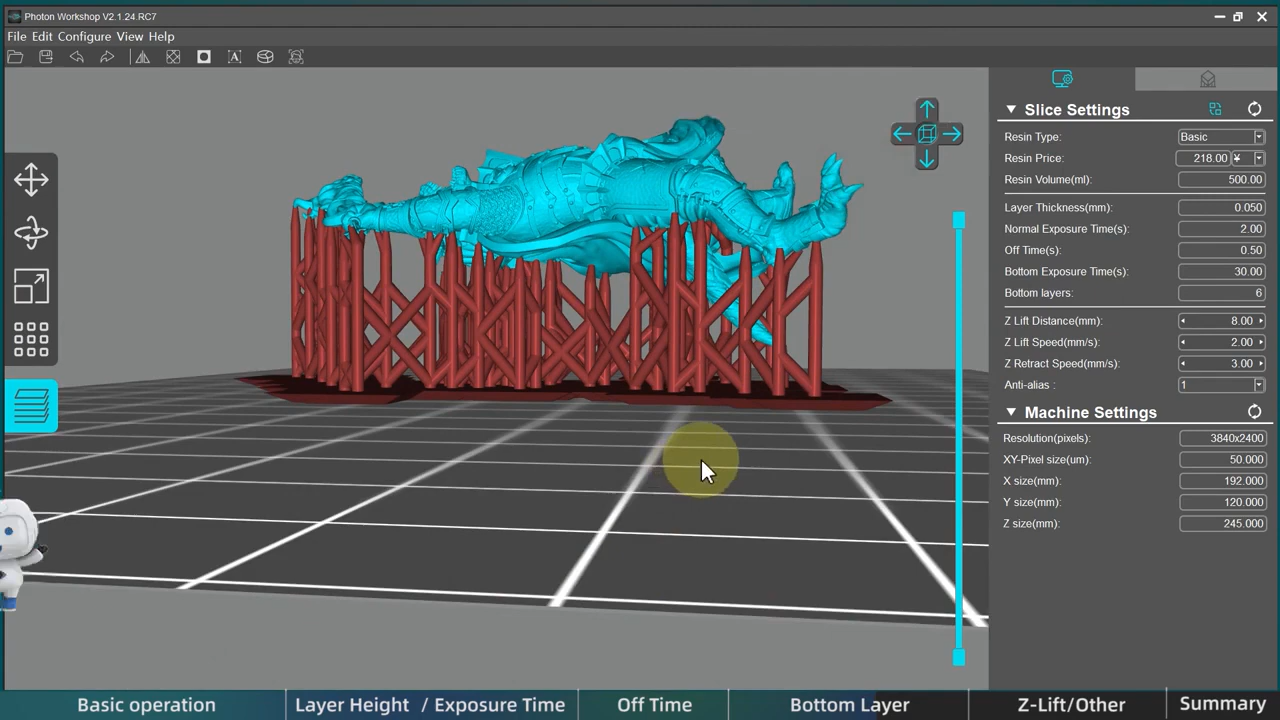 Photon Workshop V2.1.24.RC7
File Edit Configure View Help
A
Slice Settings
Resin Type: Basic
Resin Price: 218.00 ¥
Resin Volume(ml): 500.00
Layer Thickness(mm): 0.050
Normal Exposure Time(s): 2.00
Off Time(s): 0.50
Bottom Exposure Time(s): 30.00
Bottom layers: 6
Z Lift Distance(mm): 8.00
Z Lift Speed(mm/s): 2.00
Z Retract Speed(mm/s): 3.00
Anti-alias : 1
Machine Settings
Resolution(pixels): 3840x2400
XY-Pixel size(um): 50.000
X size(mm): 192.000
Y size(mm): 120.000
Z size(mm): 245.000
Basic operation Layer Height / Exposure Time Off Time Bottom Layer Z-Lift/Other Summary